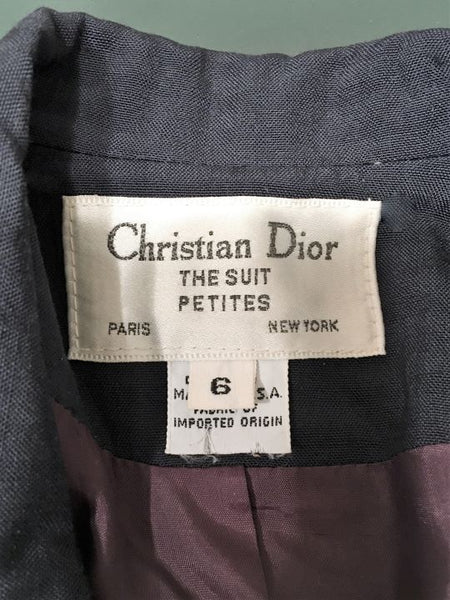 Christian Dior
THE SUIT
PETITES
PARIS NEW YORK
6
S.A.
FABRIC OF
IMPORTED ORIGIN